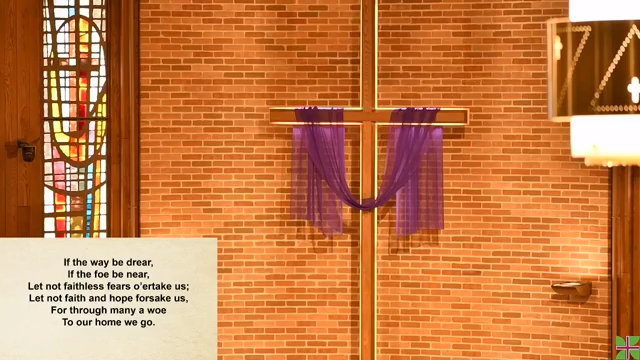 If the way be drear,
If the foe be near,
Let not faithless fears o'ertake us;
Let not faith and hope forsake us,
For through many a woe
To our home we go.